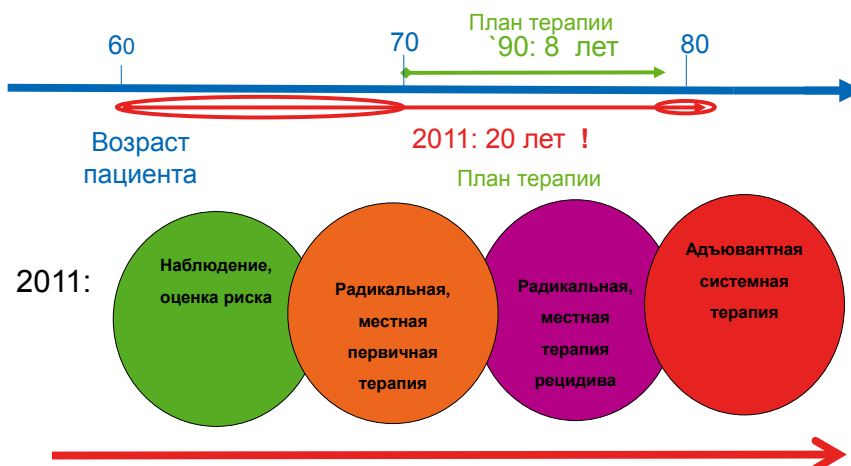 План терапии
`90: 8 лет
60
70
80
Возраст
пациента
2011: 20 лет !
План терапии
2011:
Наблюдение,
оценка риска
Радикальная,
местная
первичная
терапия
Радикальная,
местная
терапия
рецидива
Адъювантная
системная
терапия